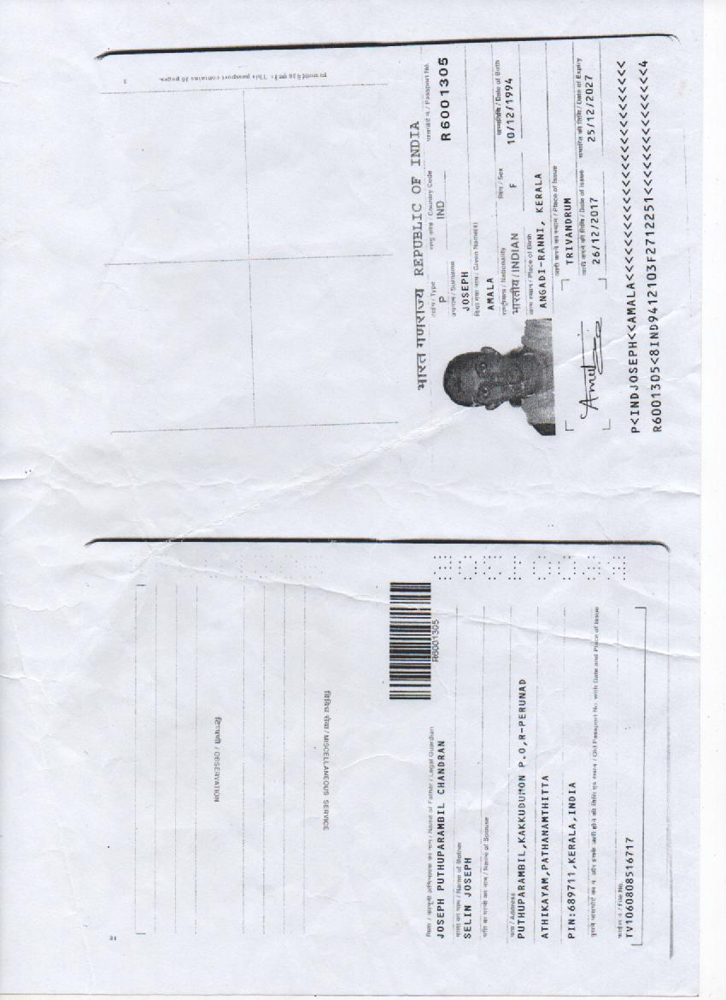 इस पासपोर्ट में 36 पृष्ठ हैं। This passport contains 36 pages.
3
भारत गणराज्य REPUBLIC OF INDIA
टाईप / Type
राष्ट्र कोड / Country Code
पासपोर्ट न. / Passport No.
P
IND
R6001305
उपनाम / Surname
JOSEPH
दिया गया नाम / Given Name(s)
AMALA
राष्ट्रीयता / Nationality
लिंग / Sex
जन्मतिथि / Date of Birth
भारतीय / INDIAN
F
10/12/1994
जन्म स्थान / Place of Birth
ANGADI-RANNI, KERALA
जारी करने का स्थान / Place of Issue
TRIVANDRUM
जारी करने की तिथि / Date of Issue
समाप्ति की तिथि / Date of Expiry
26/12/2017
25/12/2027
P<INDJOSEPH<<AMALA<<<<<<<<<<<<<<<<<<<<<<<<<<
R6001305<8IND9412103F2712251<<<<<<<<<<<<<<<4
31
टिप्पणी / OBSERVATION
विविध सेवा / MISCELLANEOUS SERVICE
R6001305
पिता / कानूनी अभिभावक का नाम / Name of Father / Legal Guardian
JOSEPH PUTHUPARAMBIL CHANDRAN
माता का नाम / Name of Mother
SELIN JOSEPH
पति या पत्नी का नाम / Name of Spouse
पता / Address
PUTHUPARAMBIL,KAKKUDUMON P.O,R-PERUNAD
ATHIKAYAM,PATHANAMTHITTA
PIN:689711,KERALA,INDIA
पुराने पासपोर्ट का न. और इसके जारी होने की तिथि एवं स्थान / Old Passport No. with Date and Place of Issue
फाईल न. / File No.
TV1060808516717